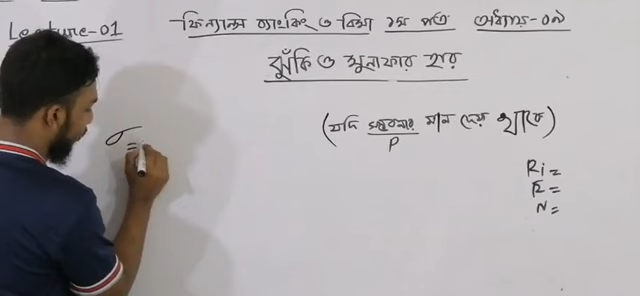 Lecture-01 ফিন্যান্স ব্যাংকিং ও বিমা ১ম পত্র অধ্যায়-০৯
ঝুঁকি ও মুনাফার হার
(যদি সম্ভাবনার মান দেয়া থাকে)
P
σ =
Ri =
R̄ =
N =